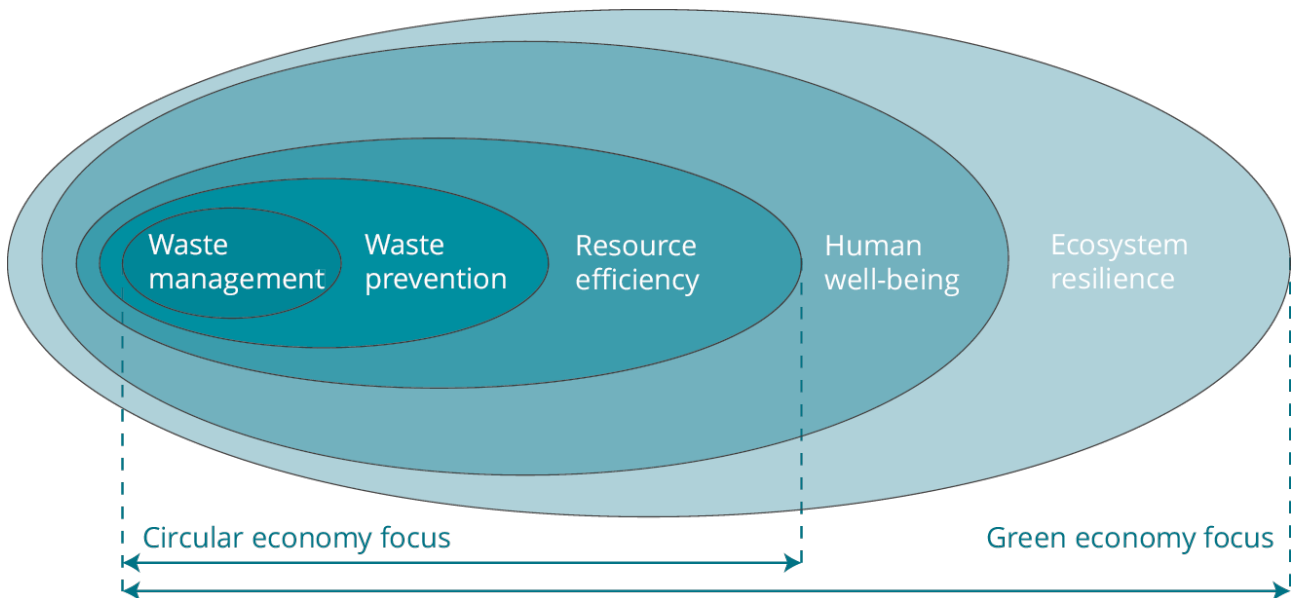 Waste
management
Waste
prevention
Resource
efficiency
Human
well-being
Ecosystem
resilience
Circular economy focus
Green economy focus